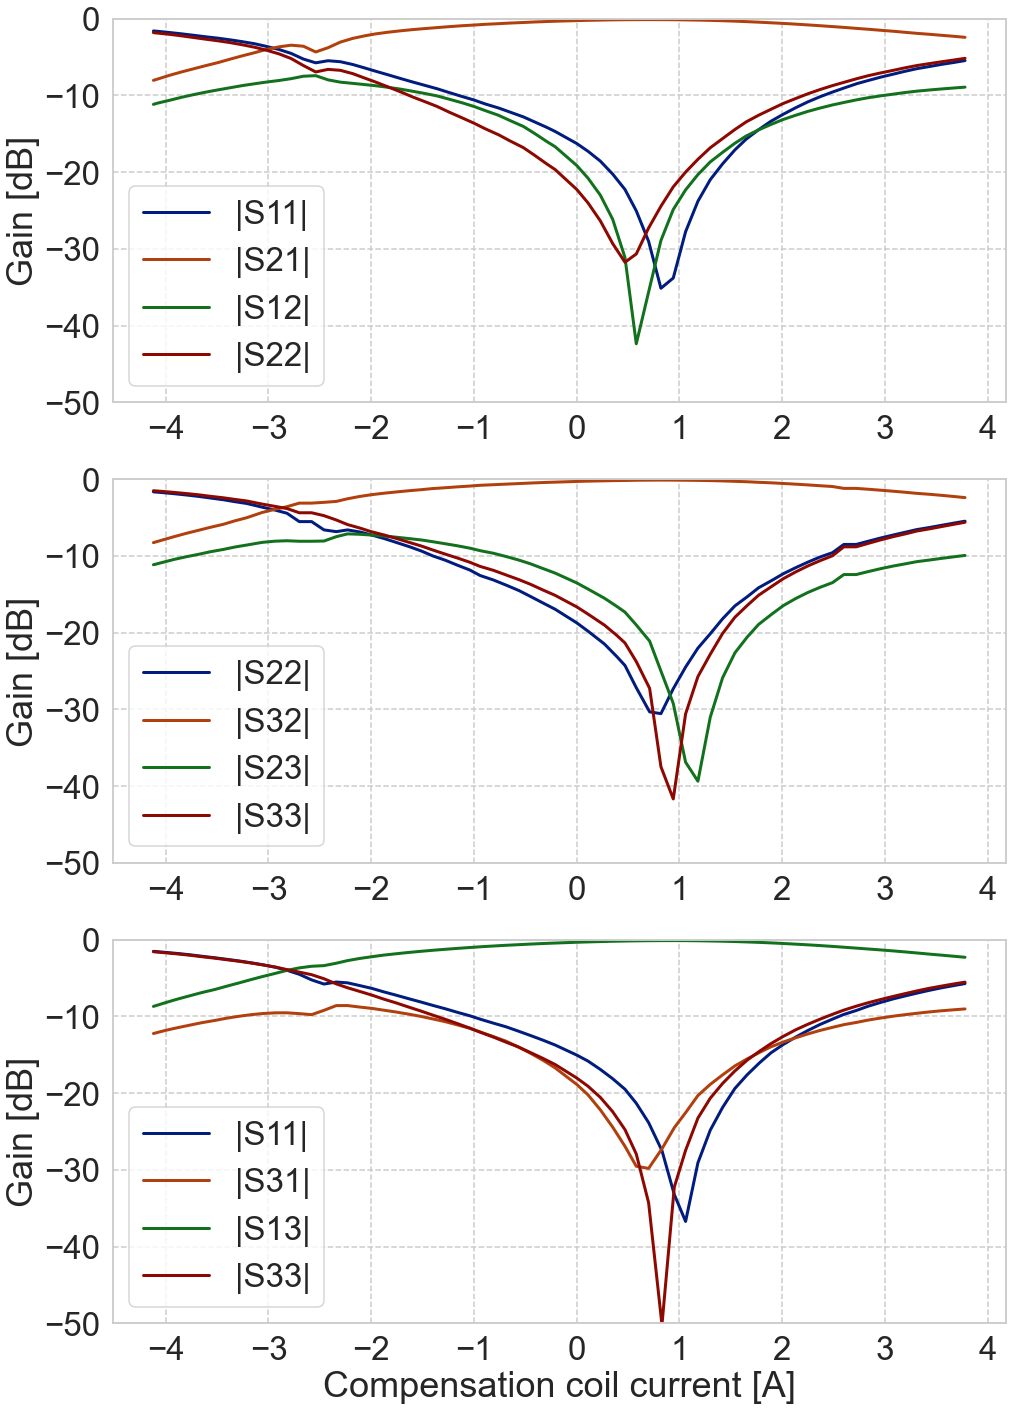 0
−10
−20
−30
−40
−50
Gain [dB]
|S11|
|S21|
|S12|
|S22|
−4 −3 −2 −1 0 1 2 3 4
0
−10
−20
−30
−40
−50
Gain [dB]
|S22|
|S32|
|S23|
|S33|
−4 −3 −2 −1 0 1 2 3 4
0
−10
−20
−30
−40
−50
Gain [dB]
|S11|
|S31|
|S13|
|S33|
−4 −3 −2 −1 0 1 2 3 4
Compensation coil current [A]